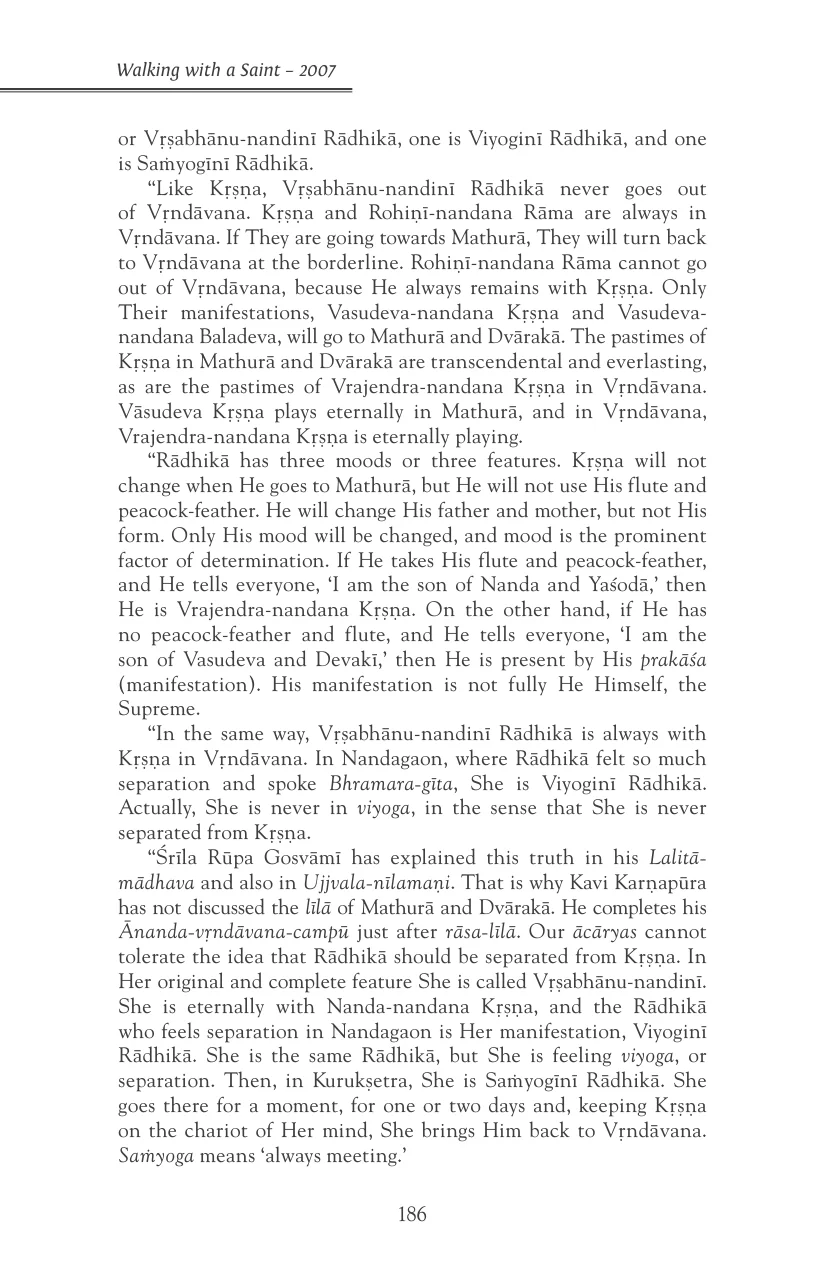 Walking with a Saint – 2007
or Vṛṣabhānu-nandinī Rādhikā, one is Viyoginī Rādhikā, and one
is Saṁyogīnī Rādhikā.
“Like Kṛṣṇa, Vṛṣabhānu-nandinī Rādhikā never goes out
of Vṛndāvana. Kṛṣṇa and Rohiṇī-nandana Rāma are always in
Vṛndāvana. If They are going towards Mathurā, They will turn back
to Vṛndāvana at the borderline. Rohiṇī-nandana Rāma cannot go
out of Vṛndāvana, because He always remains with Kṛṣṇa. Only
Their manifestations, Vasudeva-nandana Kṛṣṇa and Vasudeva-
nandana Baladeva, will go to Mathurā and Dvārakā. The pastimes of
Kṛṣṇa in Mathurā and Dvārakā are transcendental and everlasting,
as are the pastimes of Vrajendra-nandana Kṛṣṇa in Vṛndāvana.
Vāsudeva Kṛṣṇa plays eternally in Mathurā, and in Vṛndāvana,
Vrajendra-nandana Kṛṣṇa is eternally playing.
“Rādhikā has three moods or three features. Kṛṣṇa will not
change when He goes to Mathurā, but He will not use His flute and
peacock-feather. He will change His father and mother, but not His
form. Only His mood will be changed, and mood is the prominent
factor of determination. If He takes His flute and peacock-feather,
and He tells everyone, ‘I am the son of Nanda and Yaśodā,’ then
He is Vrajendra-nandana Kṛṣṇa. On the other hand, if He has
no peacock-feather and flute, and He tells everyone, ‘I am the
son of Vasudeva and Devakī,’ then He is present by His prakāśa
(manifestation). His manifestation is not fully He Himself, the
Supreme.
“In the same way, Vṛṣabhānu-nandinī Rādhikā is always with
Kṛṣṇa in Vṛndāvana. In Nandagaon, where Rādhikā felt so much
separation and spoke Bhramara-gīta, She is Viyoginī Rādhikā.
Actually, She is never in viyoga, in the sense that She is never
separated from Kṛṣṇa.
“Śrīla Rūpa Gosvāmī has explained this truth in his Lalitā-
mādhava and also in Ujjvala-nīlamaṇi. That is why Kavi Karṇapūra
has not discussed the līlā of Mathurā and Dvārakā. He completes his
Ānanda-vṛndāvana-campū just after rāsa-līlā. Our ācāryas cannot
tolerate the idea that Rādhikā should be separated from Kṛṣṇa. In
Her original and complete feature She is called Vṛṣabhānu-nandinī.
She is eternally with Nanda-nandana Kṛṣṇa, and the Rādhikā
who feels separation in Nandagaon is Her manifestation, Viyoginī
Rādhikā. She is the same Rādhikā, but She is feeling viyoga, or
separation. Then, in Kurukṣetra, She is Saṁyogīnī Rādhikā. She
goes there for a moment, for one or two days and, keeping Kṛṣṇa
on the chariot of Her mind, She brings Him back to Vṛndāvana.
Saṁyoga means ‘always meeting.’
186